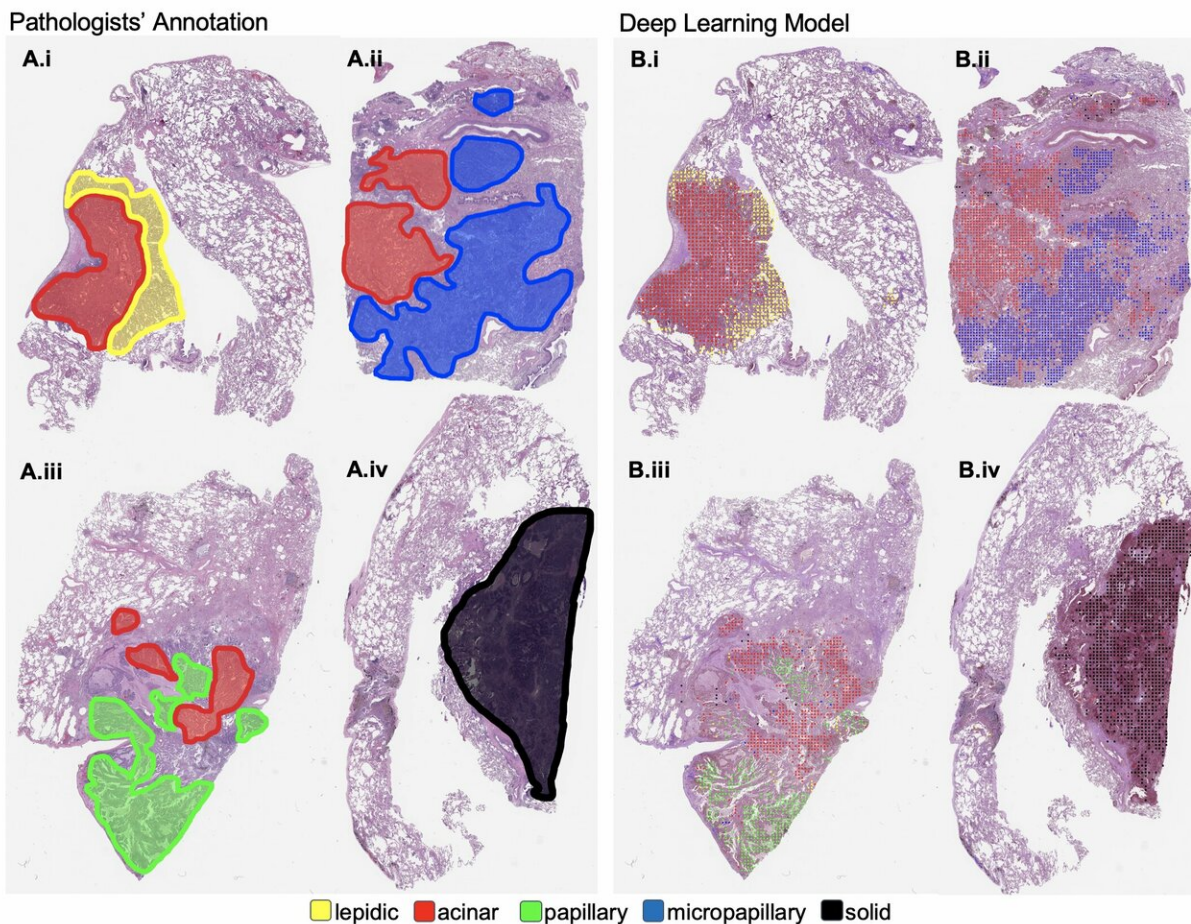 Pathologists' Annotation
Deep Learning Model
A.i
A.ii
B.i
B.ii
A.iii
A.iv
B.iii
B.iv
lepidic acinar papillary micropapillary solid